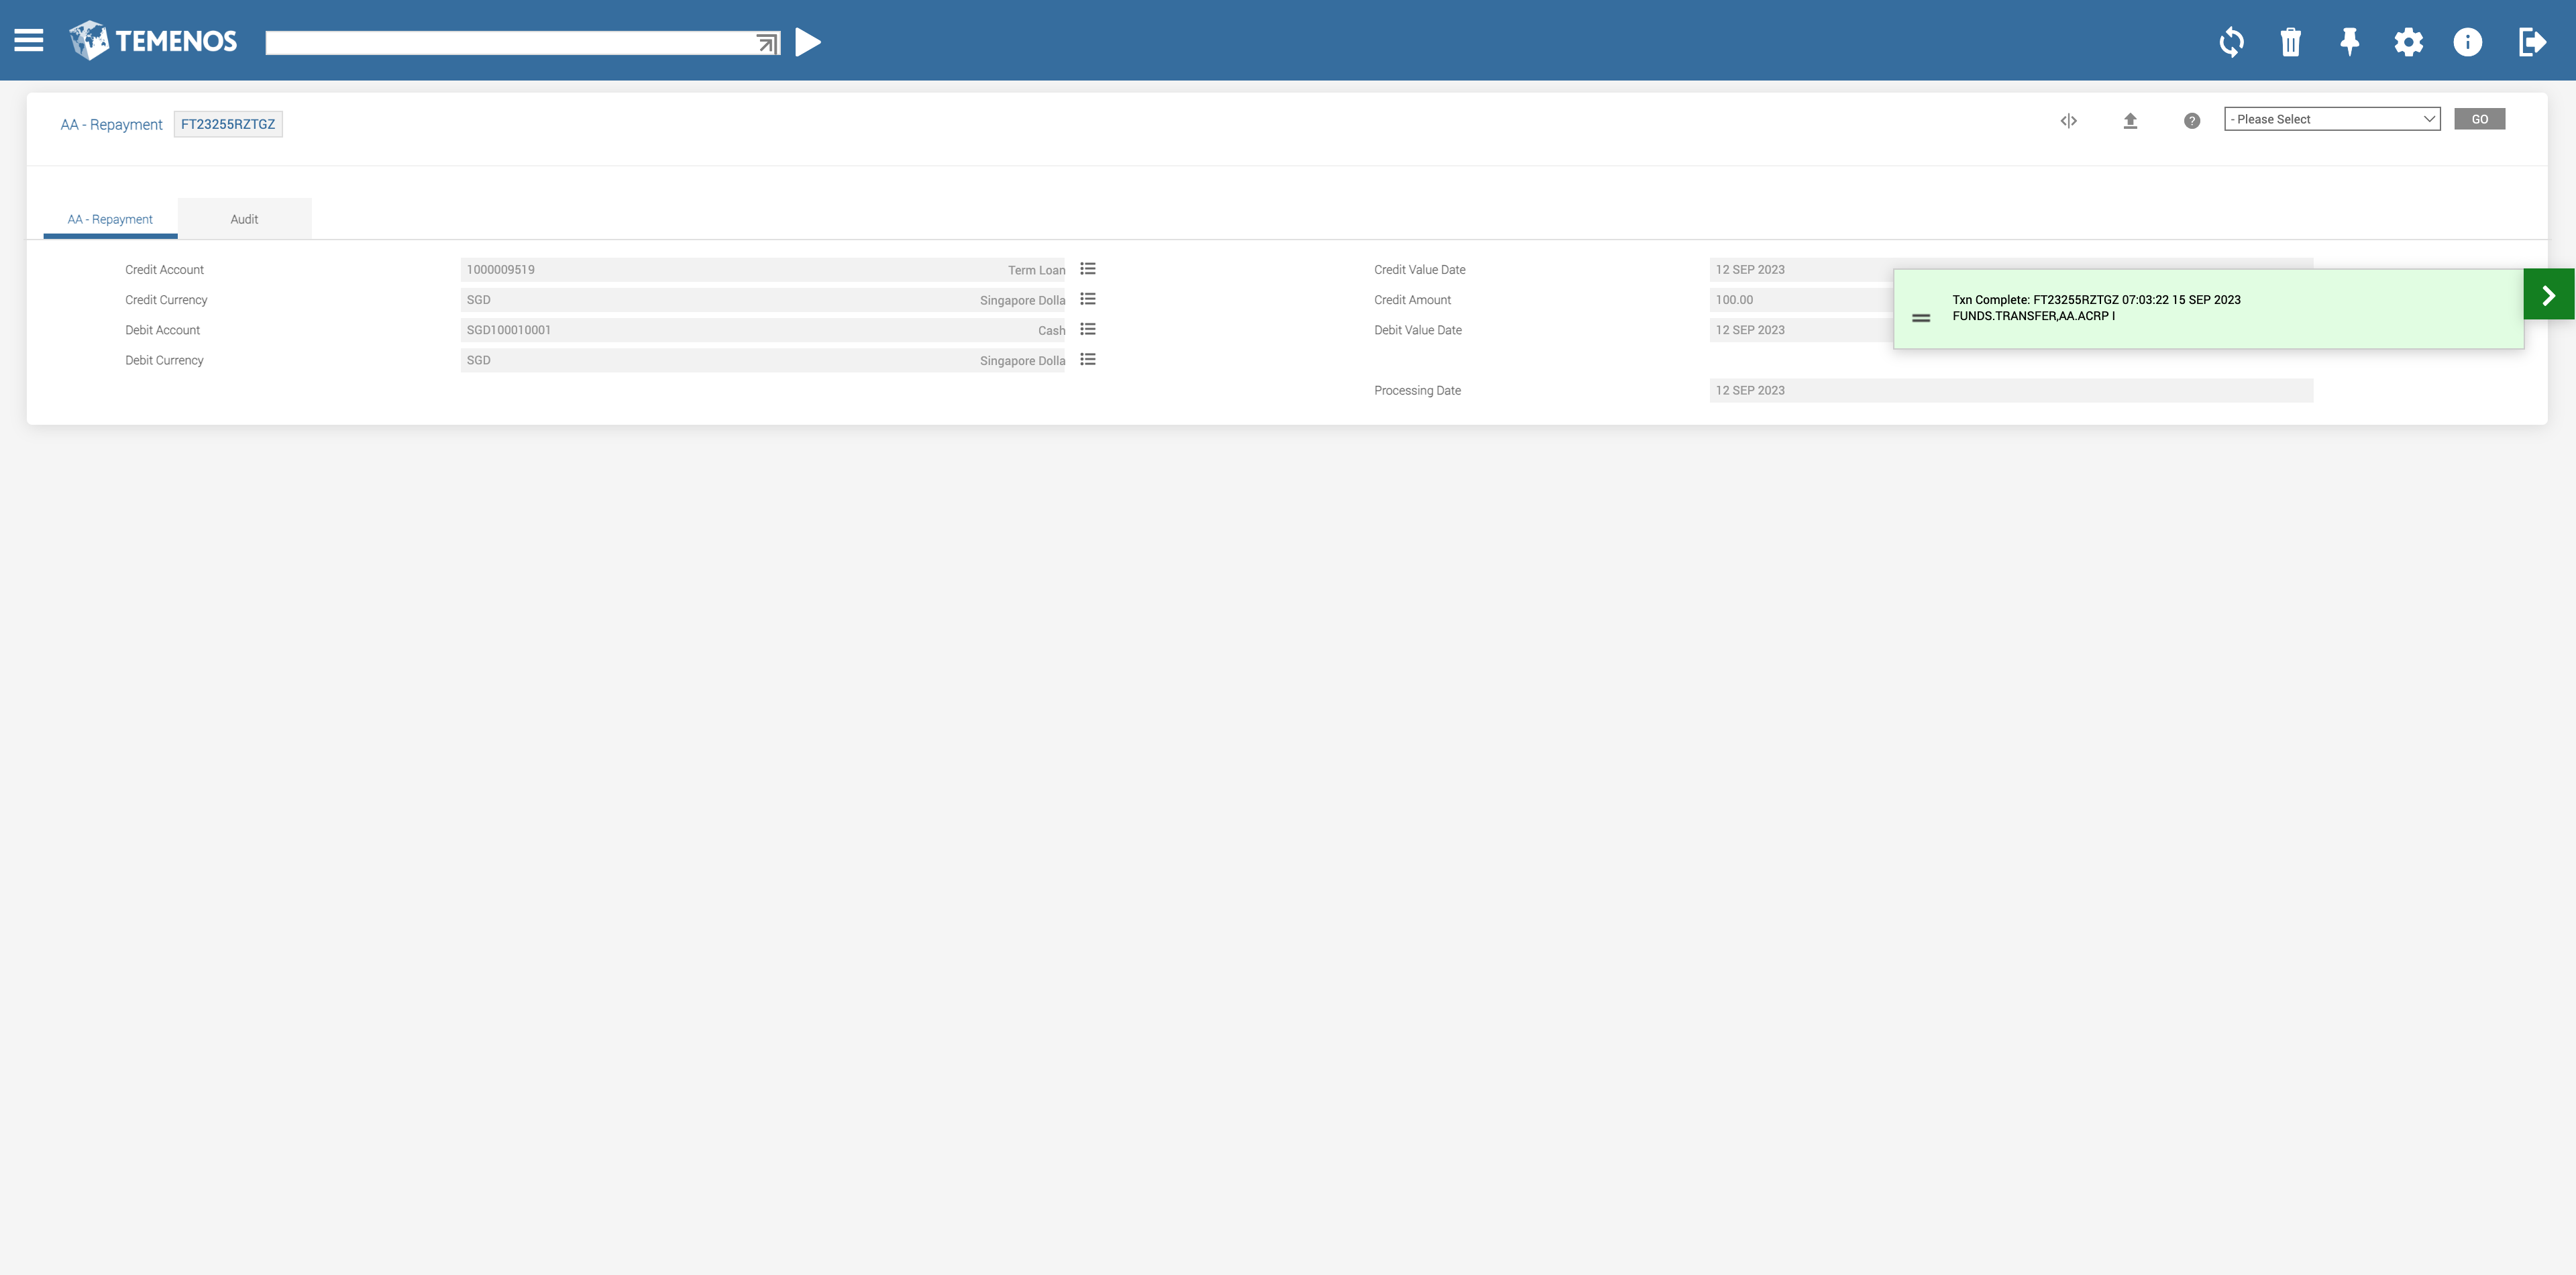 TEMENOS
AA - Repayment FT23255RZTGZ ? - Please Select GO
AA - Repayment Audit
Credit Account 1000009519 Term Loan Credit Value Date 12 SEP 2023
Credit Currency SGD Singapore Dolla Credit Amount 100.00
Debit Account SGD100010001 Cash Debit Value Date 12 SEP 2023
Debit Currency SGD Singapore Dolla
Processing Date 12 SEP 2023
Txn Complete: FT23255RZTGZ 07:03:22 15 SEP 2023
FUNDS.TRANSFER,AA.ACRP I